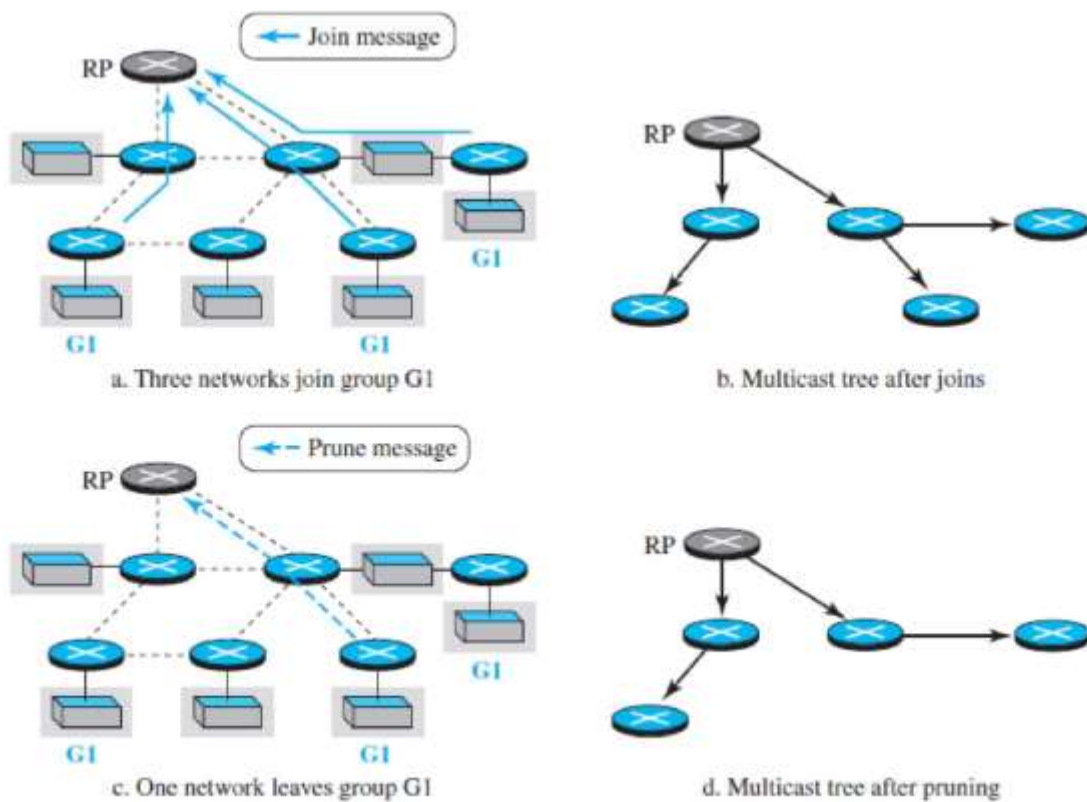 Join message
RP
RP
G1
G1
G1
a. Three networks join group G1
b. Multicast tree after joins
Prune message
RP
RP
G1
G1
G1
c. One network leaves group G1
d. Multicast tree after pruning